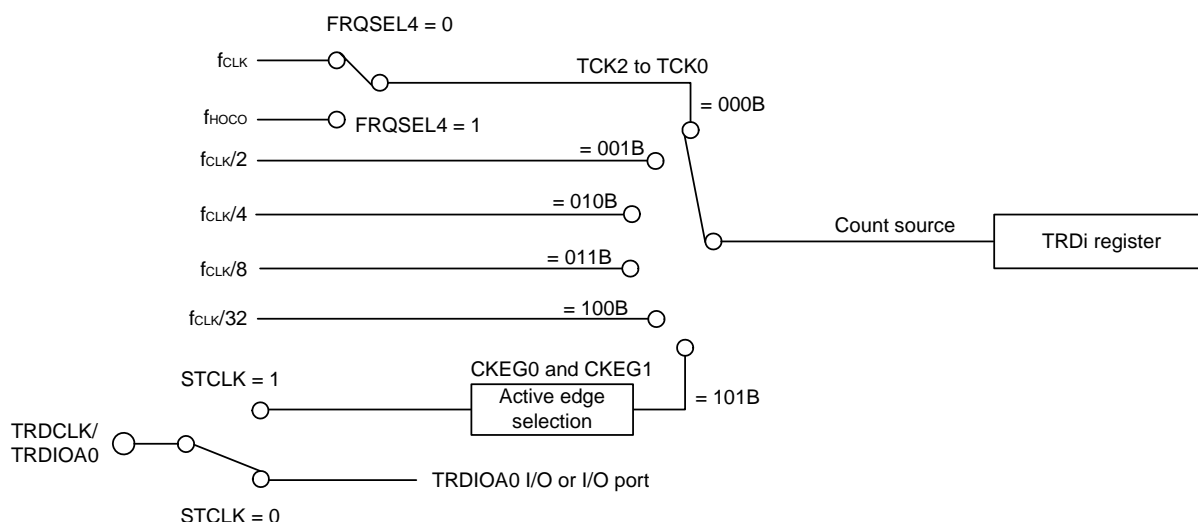 FRQSEL4 = 0
fCLK
TCK2 to TCK0
= 000B
fHOCO
FRQSEL4 = 1
fCLK/2
= 001B
fCLK/4
= 010B
Count source
TRDi register
fCLK/8
= 011B
fCLK/32
= 100B
CKEG0 and CKEG1
STCLK = 1
Active edge
selection
= 101B
TRDCLK/
TRDIOA0
TRDIOA0 I/O or I/O port
STCLK = 0